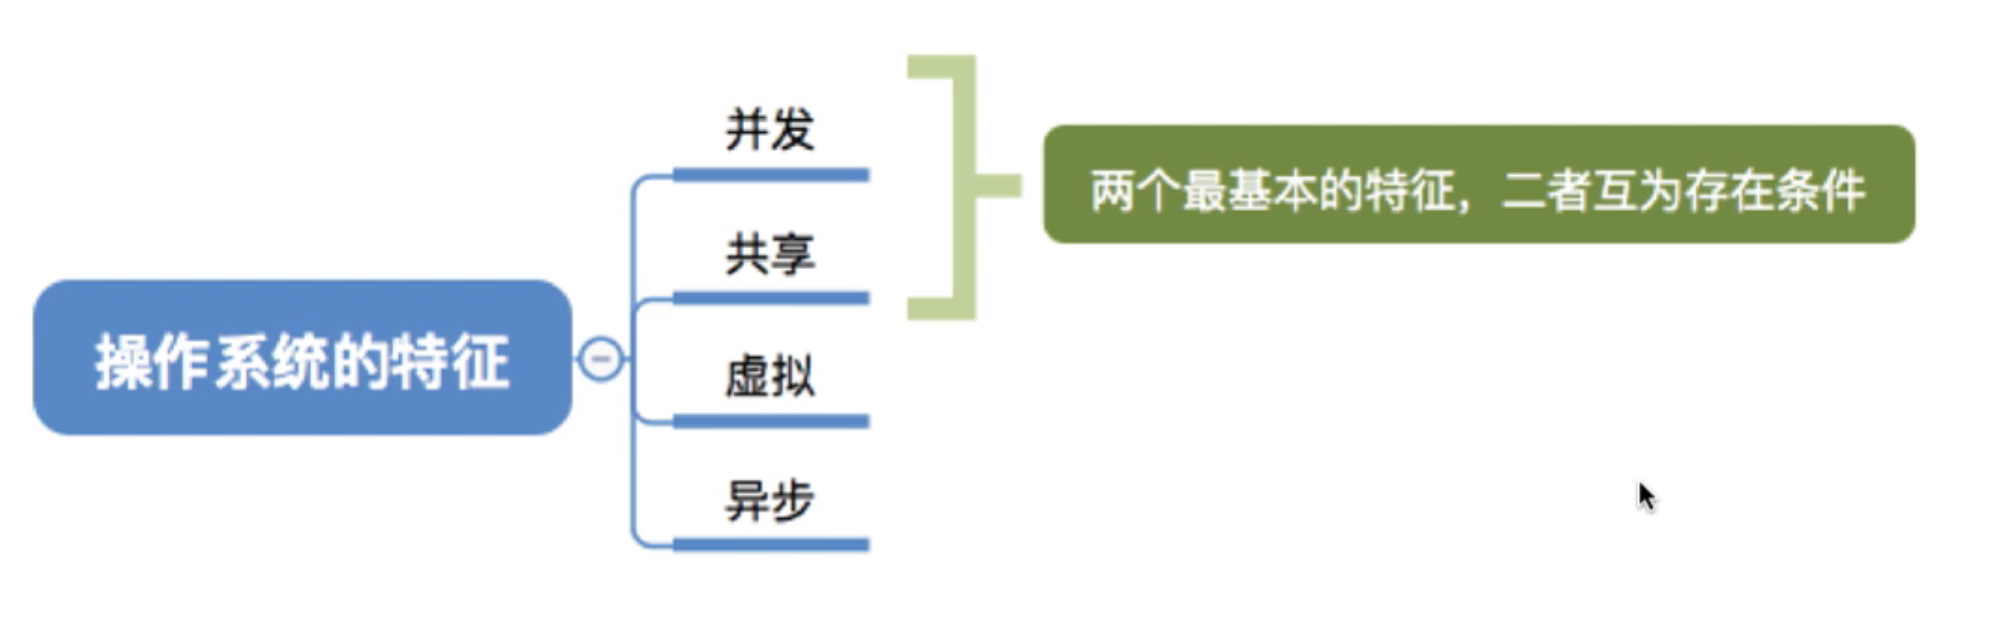 并发
两个最基本的特征，二者互为存在条件
共享
操作系统的特征
虚拟
异步